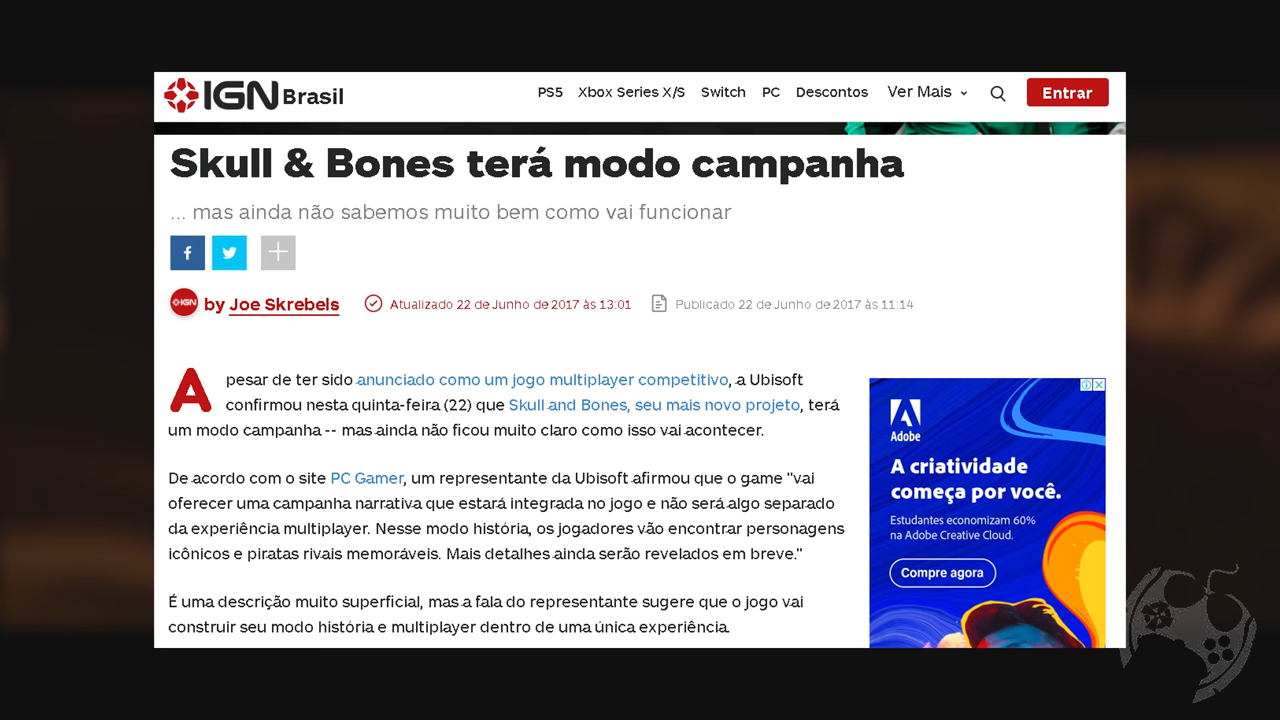 IGN Brasil
PS5 Xbox Series X/S Switch PC Descontos Ver Mais Entrar
Skull & Bones terá modo campanha
... mas ainda não sabemos muito bem como vai funcionar
IGN by Joe Skrebels Atualizado 22 de Junho de 2017 às 13:01 Publicado 22 de Junho de 2017 às 11:14
Apesar de ter sido anunciado como um jogo multiplayer competitivo, a Ubisoft
confirmou nesta quinta-feira (22) que Skull and Bones, seu mais novo projeto, terá
um modo campanha -- mas ainda não ficou muito claro como isso vai acontecer.
De acordo com o site PC Gamer, um representante da Ubisoft afirmou que o game "vai
oferecer uma campanha narrativa que estará integrada no jogo e não será algo separado
da experiência multiplayer. Nesse modo história, os jogadores vão encontrar personagens
icônicos e piratas rivais memoráveis. Mais detalhes ainda serão revelados em breve."
É uma descrição muito superficial, mas a fala do representante sugere que o jogo vai
construir seu modo história e multiplayer dentro de uma única experiência.
Adobe
A criatividade
começa por você.
Estudantes economizam 60%
na Adobe Creative Cloud.
Compre agora